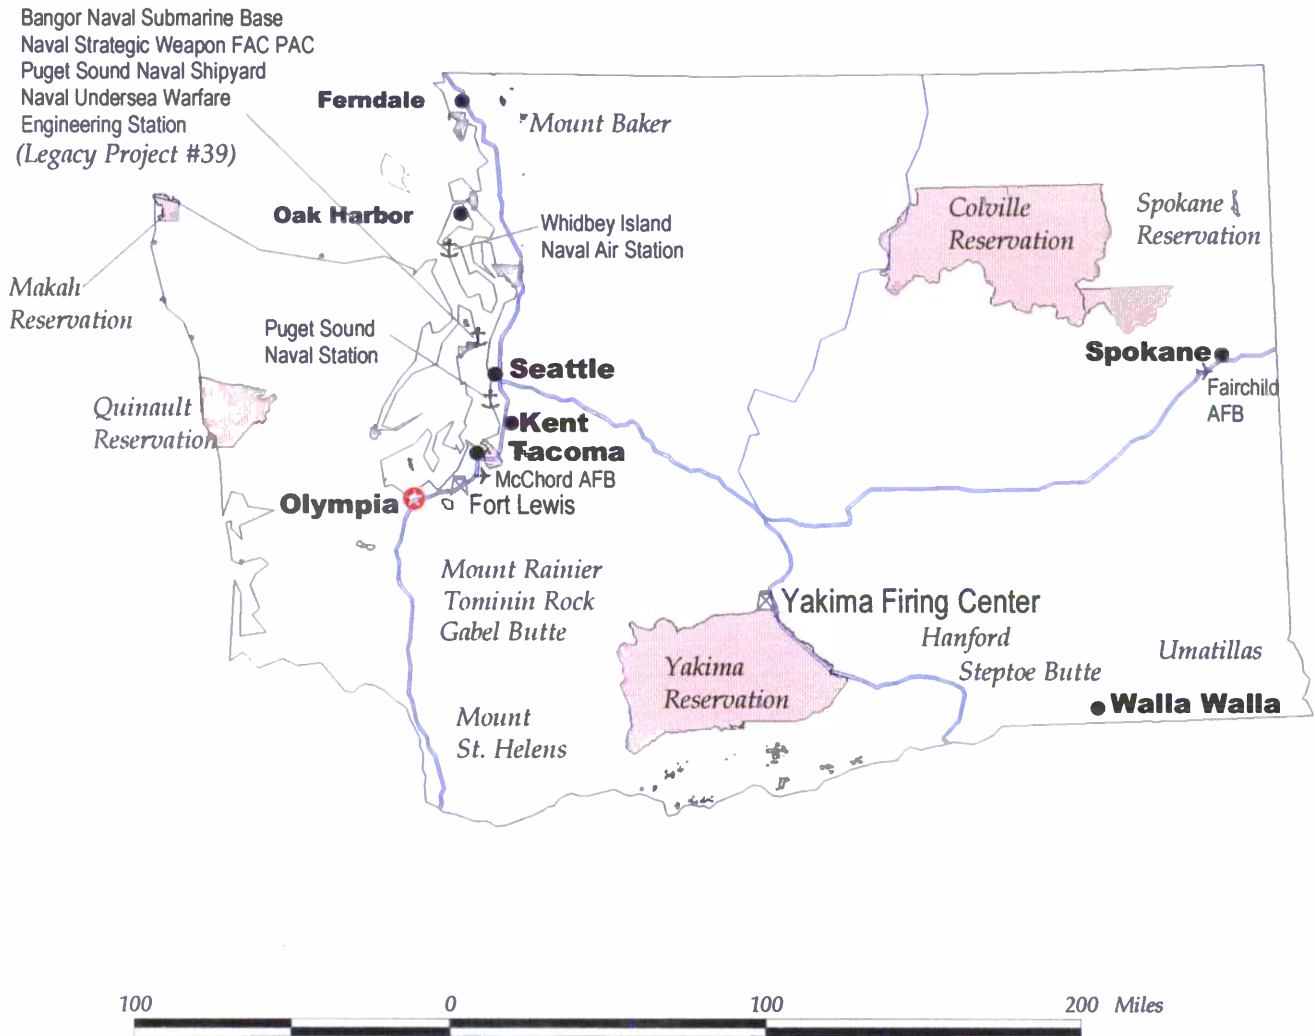 Bangor Naval Submarine Base
Naval Strategic Weapon FAC PAC
Puget Sound Naval Shipyard
Naval Undersea Warfare
Engineering Station
(Legacy Project #39)
Ferndale
Mount Baker
Oak Harbor
Whidbey Island
Naval Air Station
Colville
Reservation
Spokane
Reservation
Makah
Reservation
Puget Sound
Naval Station
Seattle
Spokane
Fairchild
AFB
Quinault
Reservation
Kent
Tacoma
McChord AFB
Olympia
Fort Lewis
Mount Rainier
Tominin Rock
Gabel Butte
Yakima Firing Center
Hanford
Steptoe Butte
Umatillas
Yakima
Reservation
Walla Walla
Mount
St. Helens
100 0 100 200 Miles